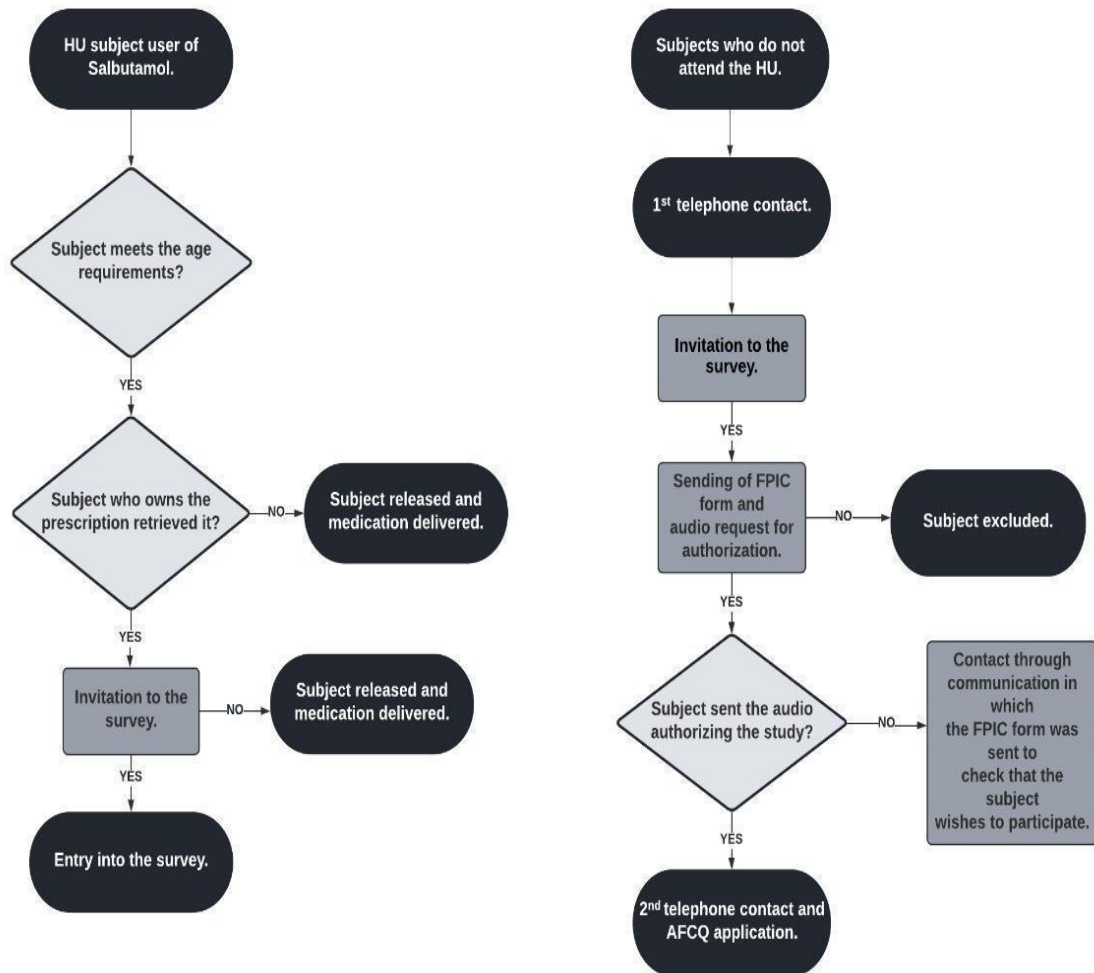 HU subject user of
Salbutamol.
Subject meets the age
requirements?
YES
Subject who owns the
prescription retrieved it?
NO
Subject released and
medication delivered.
YES
Invitation to the
survey.
NO
Subject released and
medication delivered.
YES
Entry into the survey.
Subjects who do not
attend the HU.
1st telephone contact.
Invitation to the
survey.
YES
Sending of FPIC
form and
audio request for
authorization.
NO
Subject excluded.
YES
Subject sent the audio
authorizing the study?
NO
Contact through
communication in
which
the FPIC form was
sent to
check that the
subject
wishes to participate.
YES
2nd telephone contact and
AFCQ application.